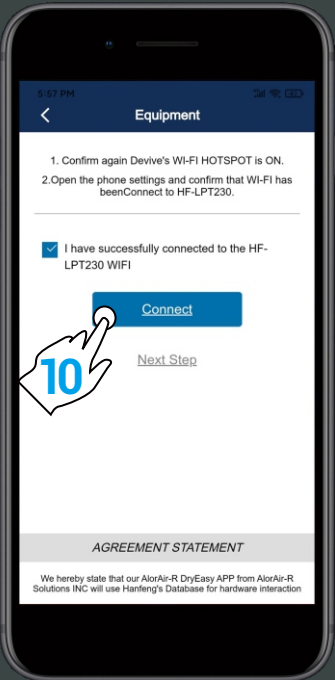 5:57 PM
Equipment
1. Confirm again Devive's WI-FI HOTSPOT is ON.
2.Open the phone settings and confirm that WI-FI has
beenConnect to HF-LPT230.
I have successfully connected to the HF-
LPT230 WIFI
Connect
10
Next Step
AGREEMENT STATEMENT
We hereby state that our AlorAir-R DryEasy APP from AlorAir-R
Solutions INC will use Hanfeng's Database for hardware interaction